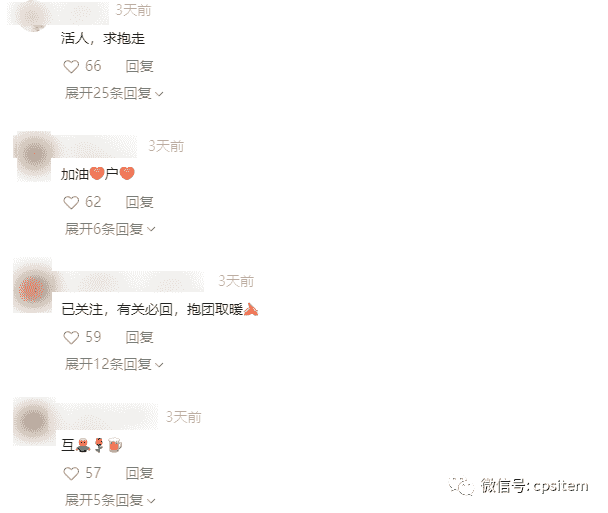 3天前
活人，求抱走
66 回复
展开25条回复
3天前
加油❤户❤
62 回复
展开6条回复
3天前
已关注，有关必回，抱团取暖
59 回复
展开12条回复
3天前
互
57 回复
展开5条回复
微信号: cpsitem